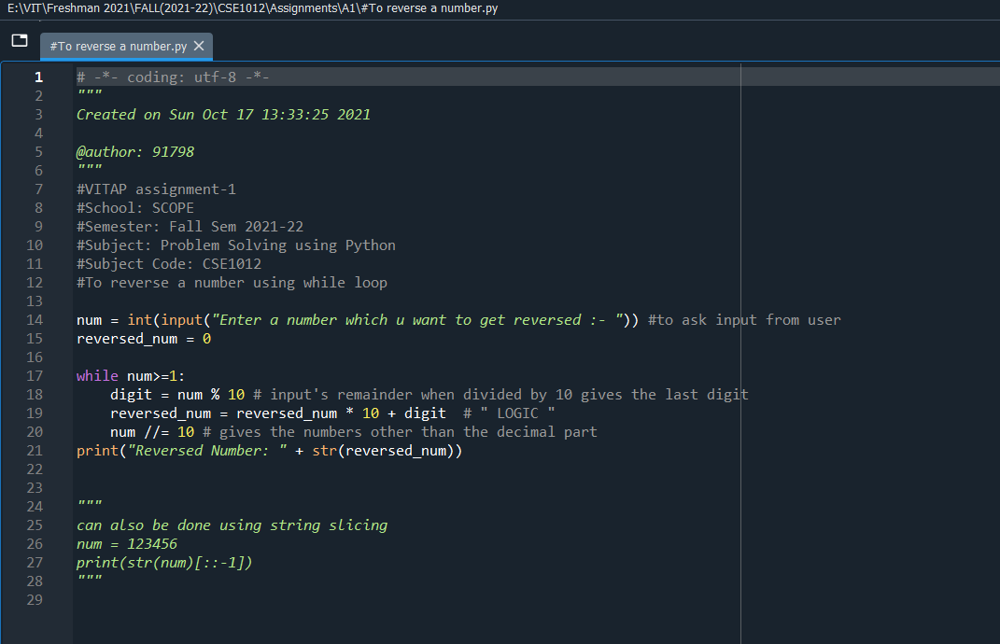 E:\VIT\Freshman 2021\FALL(2021-22)\CSE1012\Assignments\A1\#To reverse a number.py
#To reverse a number.py
1 # -*- coding: utf-8 -*-
2 """
3 Created on Sun Oct 17 13:33:25 2021
4
5 @author: 91798
6 """
7 #VITAP assignment-1
8 #School: SCOPE
9 #Semester: Fall Sem 2021-22
10 #Subject: Problem Solving using Python
11 #Subject Code: CSE1012
12 #To reverse a number using while loop
13
14 num = int(input("Enter a number which u want to get reversed :- ")) #to ask input from user
15 reversed_num = 0
16
17 while num>=1:
18     digit = num % 10 # input's remainder when divided by 10 gives the last digit
19     reversed_num = reversed_num * 10 + digit  # " LOGIC "
20     num //= 10 # gives the numbers other than the decimal part
21 print("Reversed Number: " + str(reversed_num))
22
23
24 """
25 can also be done using string slicing
26 num = 123456
27 print(str(num)[::-1])
28 """
29